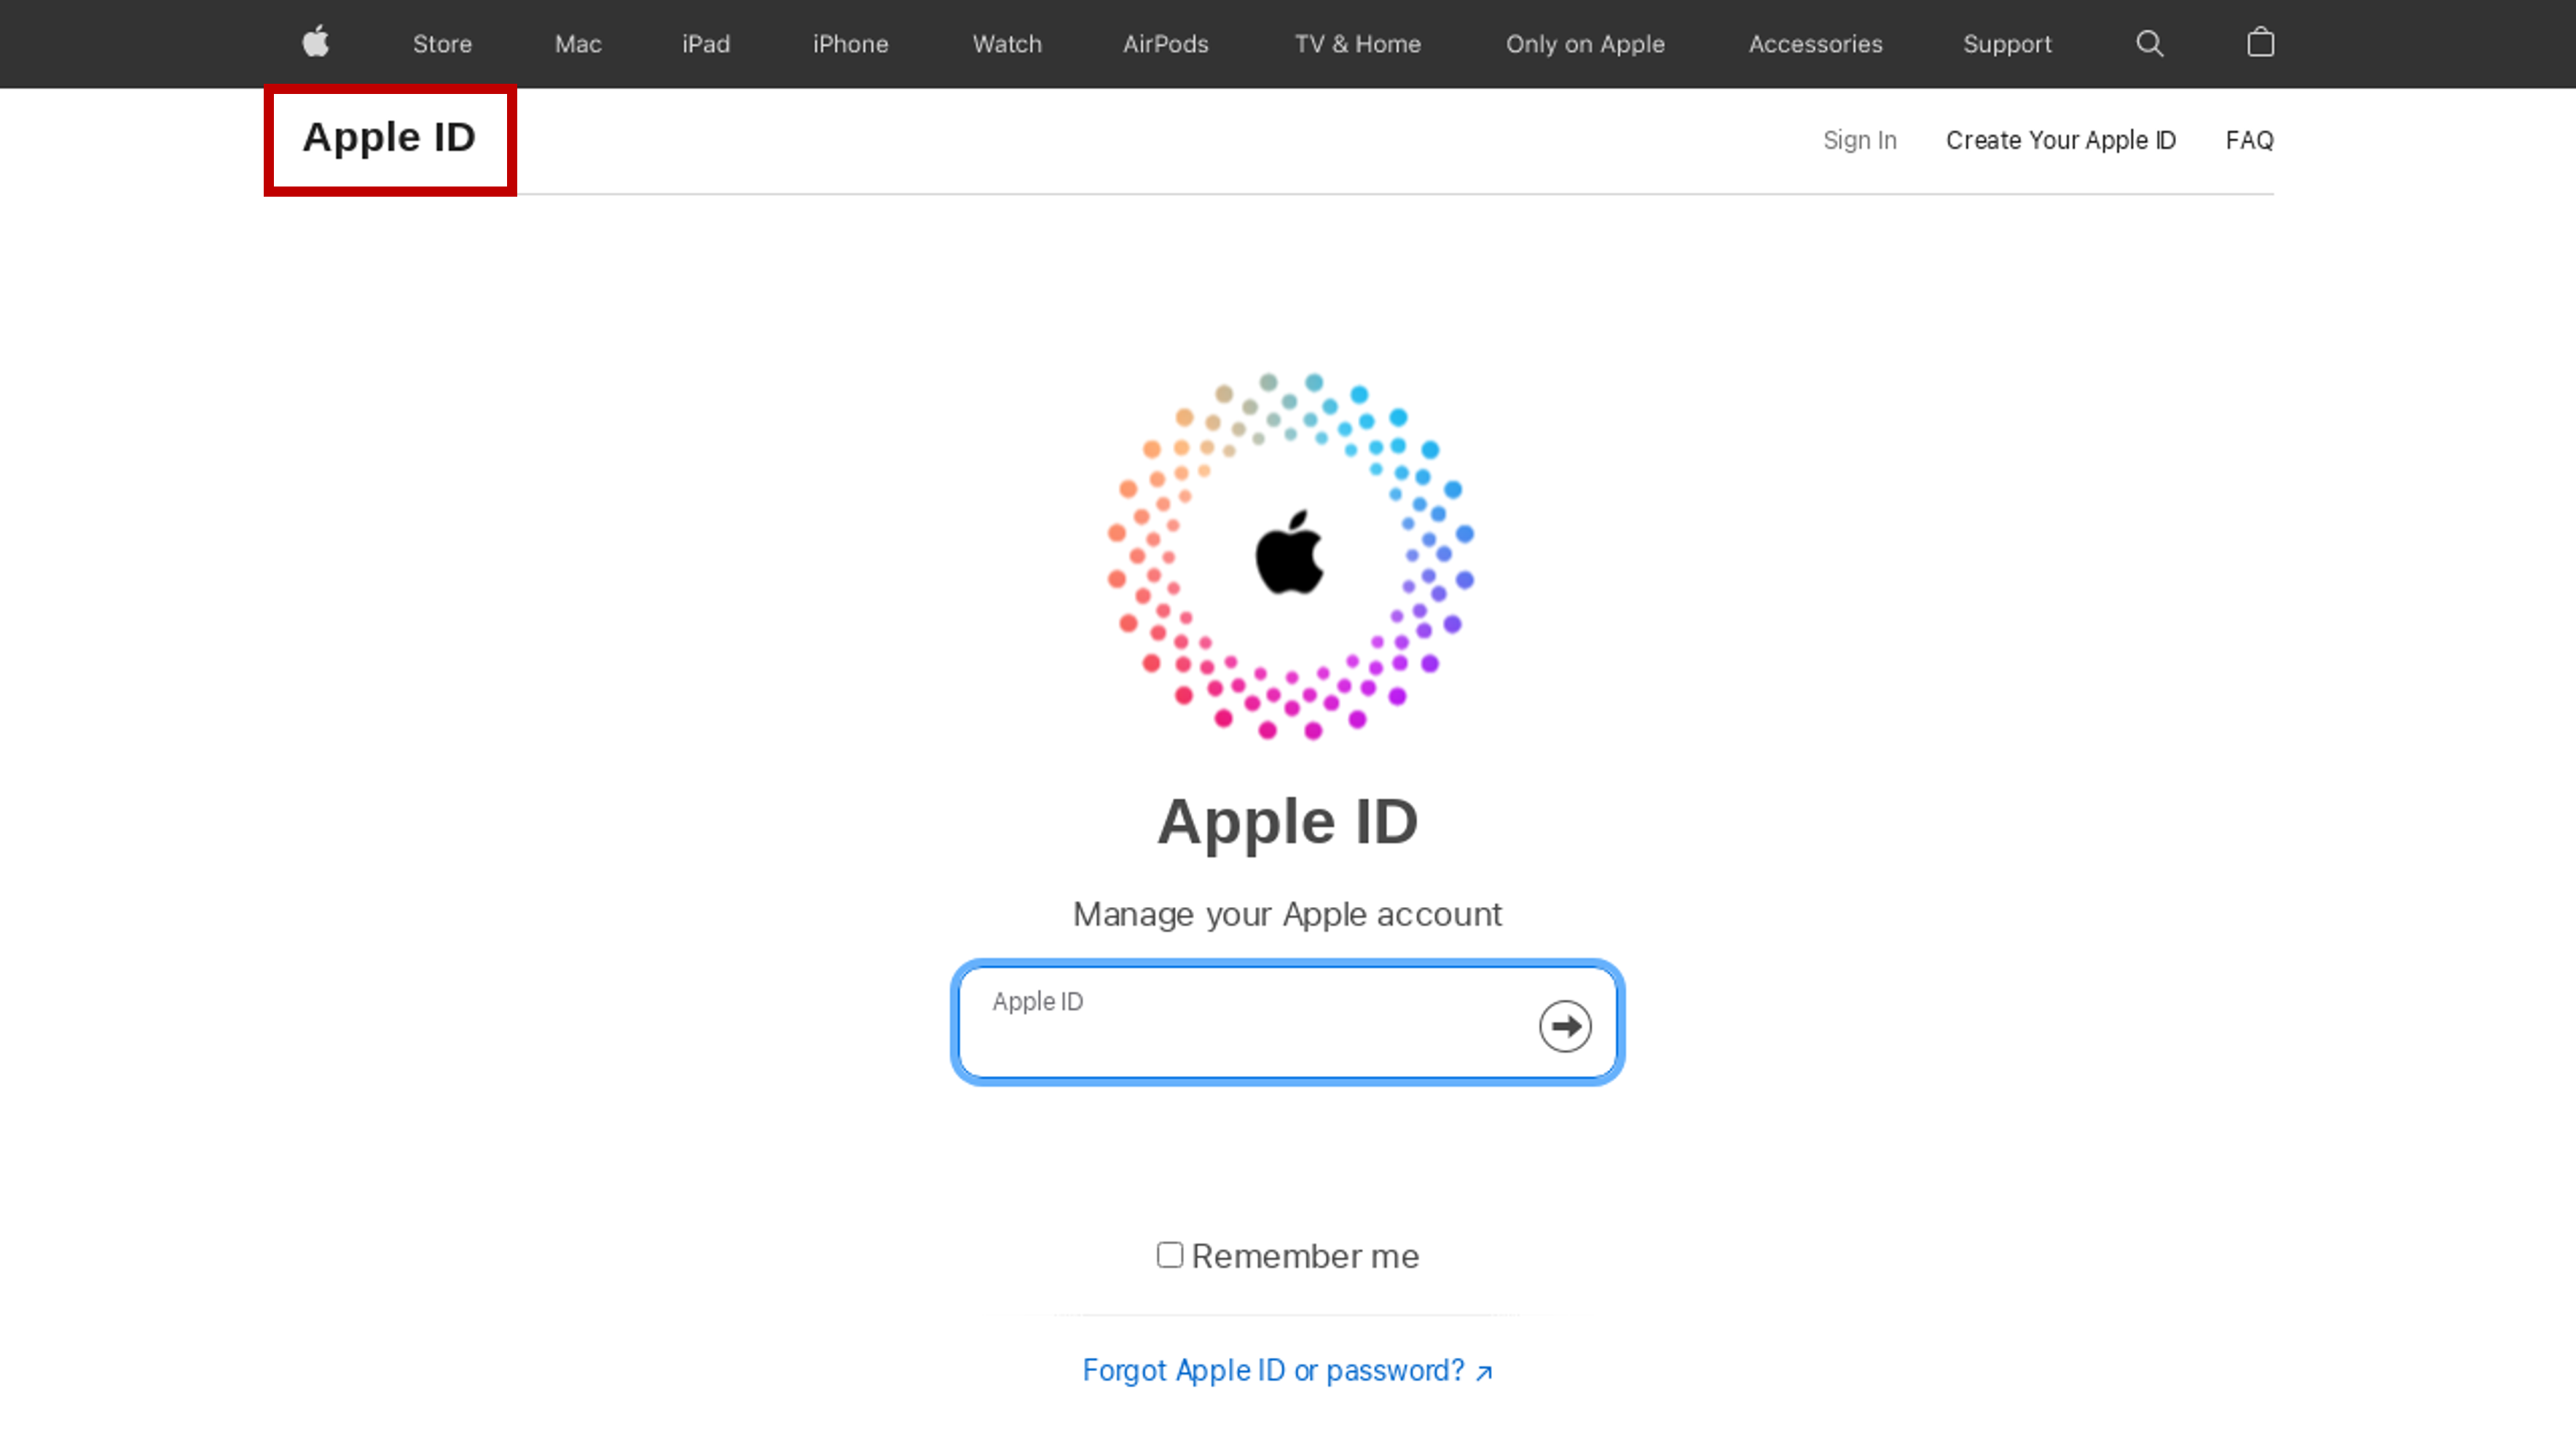 Store Mac iPad iPhone Watch AirPods TV & Home Only on Apple Accessories Support
Apple ID
Sign In Create Your Apple ID FAQ
Apple ID
Manage your Apple account
Apple ID
Remember me
Forgot Apple ID or password?